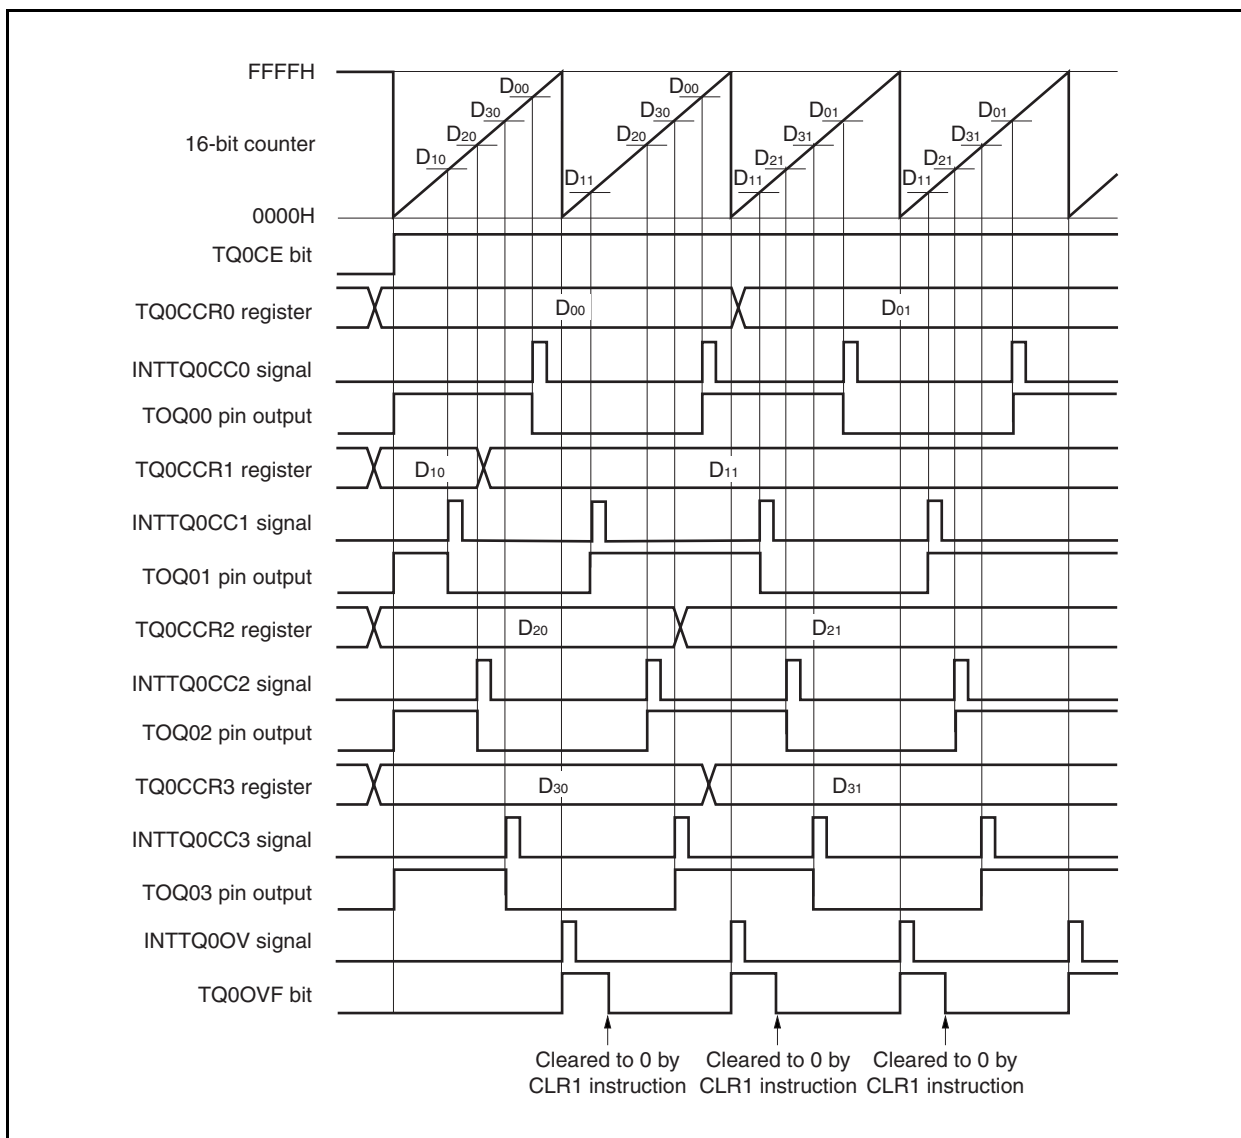 FFFFH
D00 D00
D30 D30 D01 D01
16-bit counter
D20 D20 D31 D31
D10 D21 D21
D11 D11 D11
0000H
TQ0CE bit
TQ0CCR0 register D00 D01
INTTQ0CC0 signal
TOQ00 pin output
TQ0CCR1 register D10 D11
INTTQ0CC1 signal
TOQ01 pin output
TQ0CCR2 register D20 D21
INTTQ0CC2 signal
TOQ02 pin output
TQ0CCR3 register D30 D31
INTTQ0CC3 signal
TOQ03 pin output
INTTQ0OV signal
TQ0OVF bit
Cleared to 0 by
CLR1 instruction
Cleared to 0 by
CLR1 instruction
Cleared to 0 by
CLR1 instruction